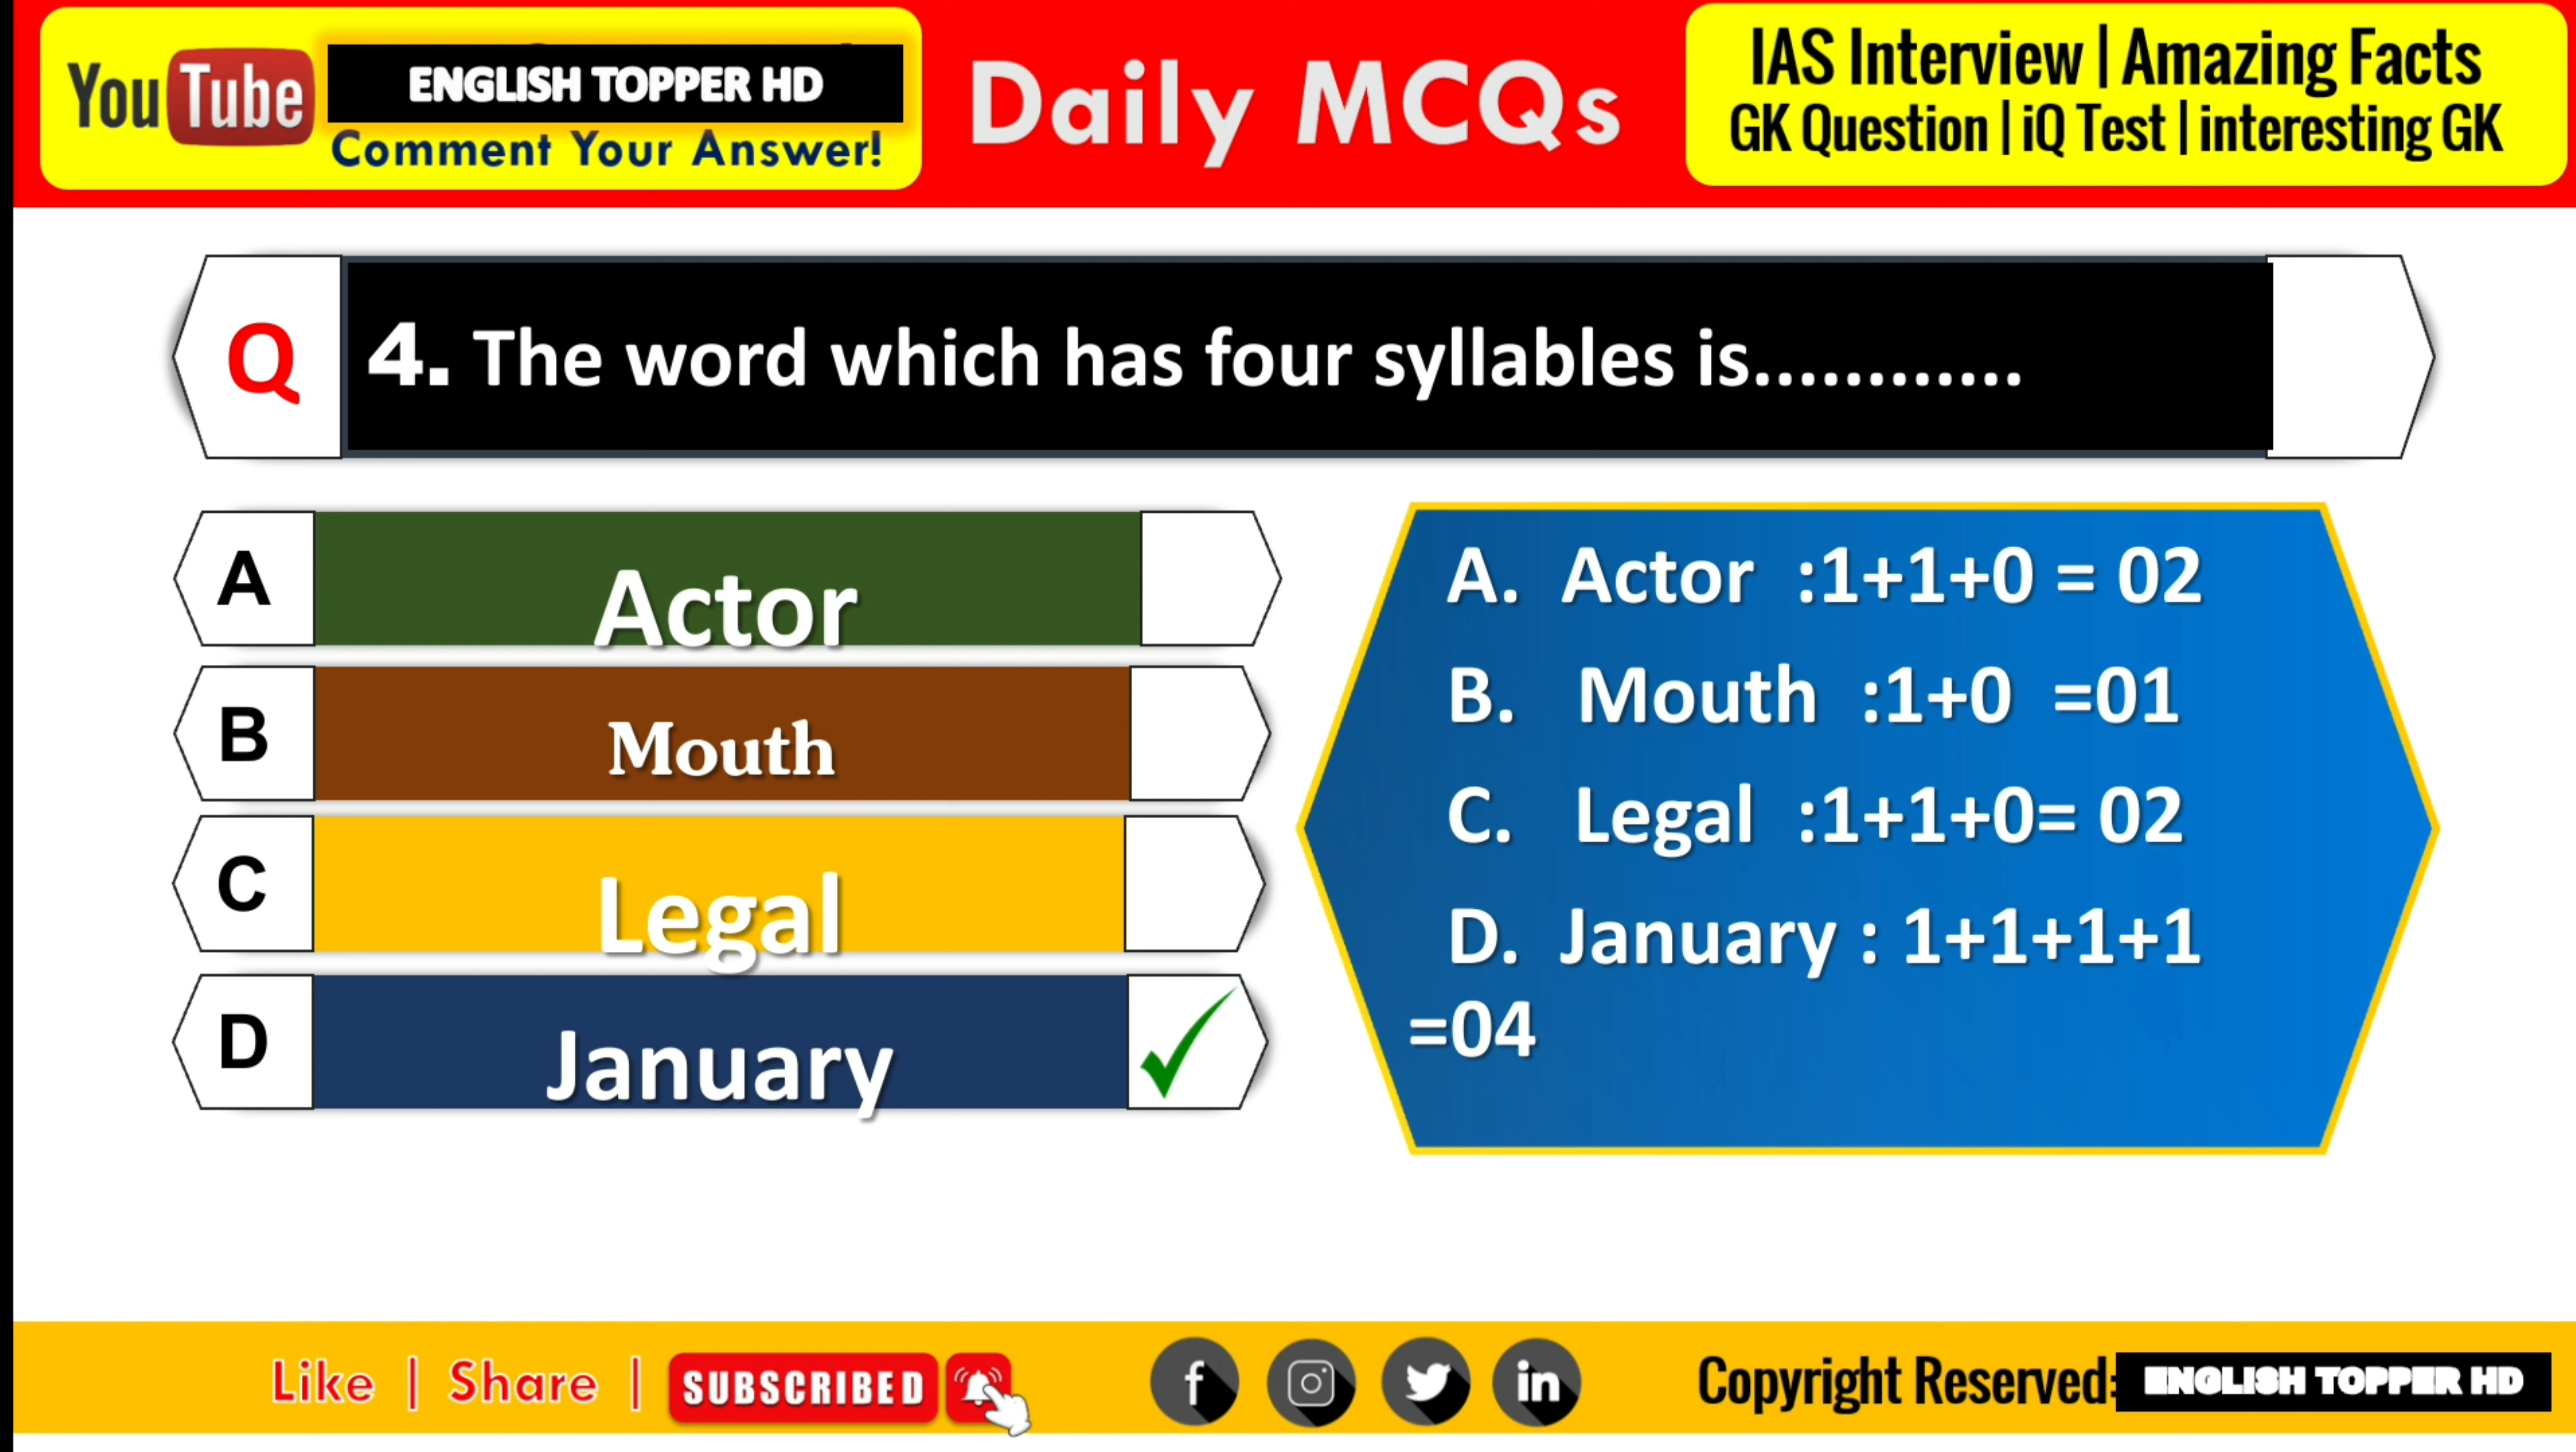 You Tube
ENGLISH TOPPER HD
Comment Your Answer!
Daily MCQs
IAS Interview | Amazing Facts
GK Question | iQ Test | interesting GK
Q
4. The word which has four syllables is............
A
Actor
B
Mouth
C
Legal
D
January
A. Actor :1+1+0 = 02
B. Mouth :1+0 =01
C. Legal :1+1+0= 02
D. January : 1+1+1+1
=04
Like | Share |
SUBSCRIBED
f
in
Copyright Reserved:
ENGLISH TOPPER HD